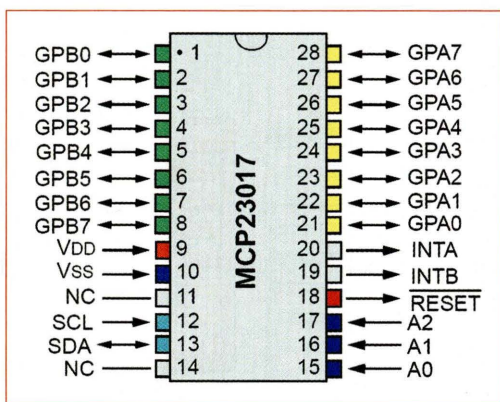 GPB0 1 28 GPA7
GPB1 2 27 GPA6
GPB2 3 26 GPA5
GPB3 4 25 GPA4
GPB4 5 24 GPA3
GPB5 6 23 GPA2
GPB6 7 22 GPA1
GPB7 8 21 GPA0
VDD 9 20 INTA
VSS 10 19 INTB
NC 11 18 RESET
SCL 12 17 A2
SDA 13 16 A1
NC 14 15 A0
MCP23017